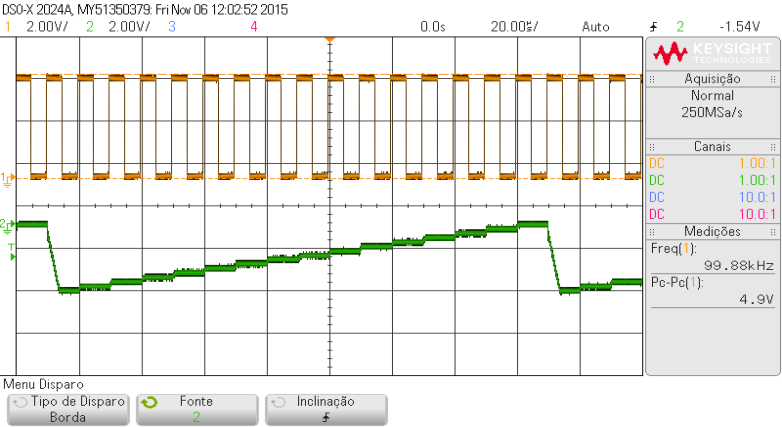 DSO-X 2024A, MY51350379: Fri Nov 06 12:02:52 2015
1 2.00V/ 2 2.00V/ 3 4 0.0s 20.00µs/ Auto 2 -1.54V
KEYSIGHT
TECHNOLOGIES
Aquisição
Normal
250MSa/s
Canais
DC 1.00:1
DC 1.00:1
DC 10.0:1
DC 10.0:1
Medições
Freq(1):
99.88kHz
Pc-Pc(1):
4.9V
1
2
T
Menu Disparo
Tipo de Disparo
Borda
Fonte
2
Inclinação